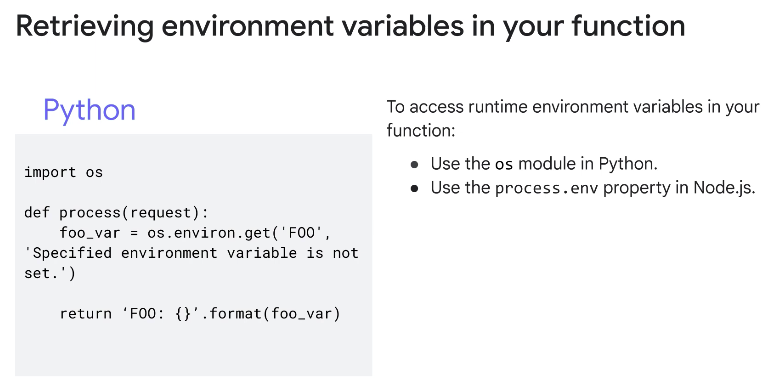 Retrieving environment variables in your function
Python
import os
def process(request):
    foo_var = os.environ.get('FOO',
'Specified environment variable is not
set.')
    return ‘FOO: {}’.format(foo_var)
To access runtime environment variables in your
function:
● Use the os module in Python.
● Use the process.env property in Node.js.